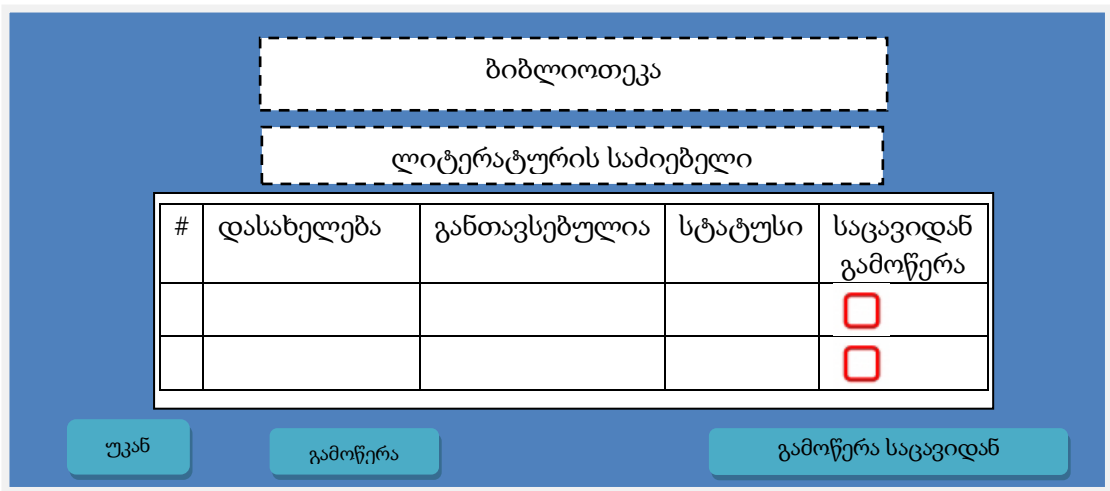 ბიბლიოთეკა
ლიტერატურის საძიებელი
# დასახელება განთავსებულია სტატუსი საცავიდან
გამოწერა
უკან გამოწერა გამოწერა საცავიდან